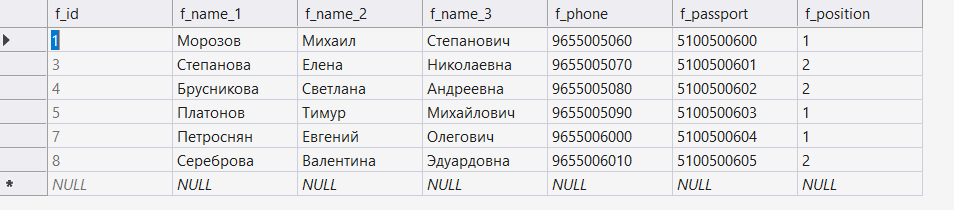 f_id f_name_1 f_name_2 f_name_3 f_phone f_passport f_position
1 Морозов Михаил Степанович 9655005060 5100500600 1
3 Степанова Елена Николаевна 9655005070 5100500601 2
4 Брусникова Светлана Андреевна 9655005080 5100500602 2
5 Платонов Тимур Михайлович 9655005090 5100500603 1
7 Петроснян Евгений Олегович 9655006000 5100500604 1
8 Сереброва Валентина Эдуардовна 9655006010 5100500605 2
NULL NULL NULL NULL NULL NULL NULL